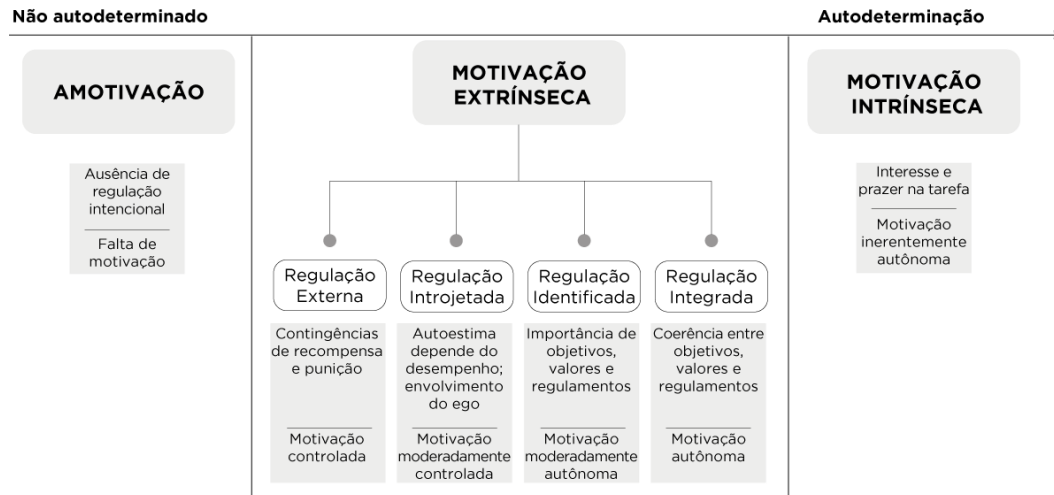 Não autodeterminado
Autodeterminação
AMOTIVAÇÃO
Ausência de
regulação
intencional
Falta de
motivação
MOTIVAÇÃO
EXTRÍNSECA
Regulação
Externa
Contingências
de recompensa
e punição
Motivação
controlada
Regulação
Introjetada
Autoestima
depende do
desempenho;
envolvimento
do ego
Motivação
moderadamente
controlada
Regulação
Identificada
Importância de
objetivos,
valores e
regulamentos
Motivação
moderadamente
autônoma
Regulação
Integrada
Coerência entre
objetivos,
valores e
regulamentos
Motivação
autônoma
MOTIVAÇÃO
INTRÍNSECA
Interesse e
prazer na tarefa
Motivação
inerentemente
autônoma